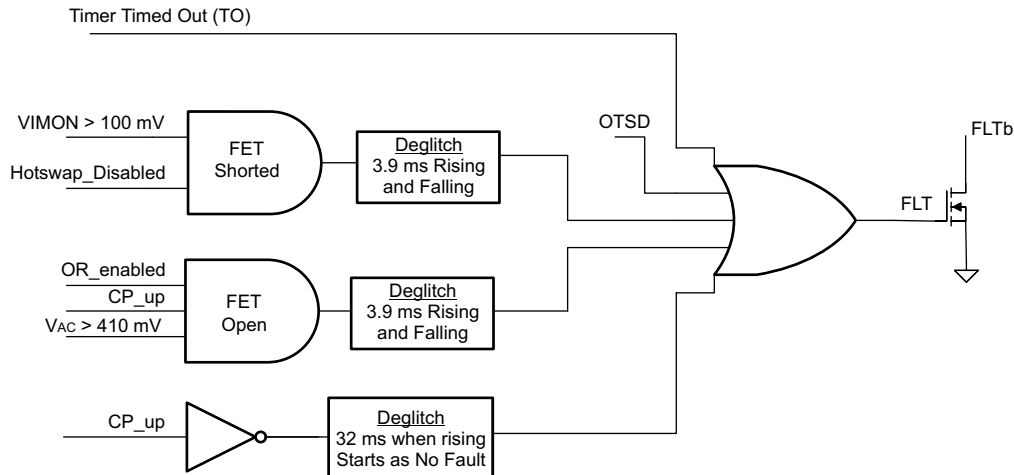 Timer Timed Out (TO)
VIMON > 100 mV
Hotswap_Disabled
FET
Shorted
Deglitch
3.9 ms Rising
and Falling
OTSD
FLTb
FLT
OR_enabled
CP_up
VAC > 410 mV
FET
Open
Deglitch
3.9 ms Rising
and Falling
CP_up
Deglitch
32 ms when rising
Starts as No Fault